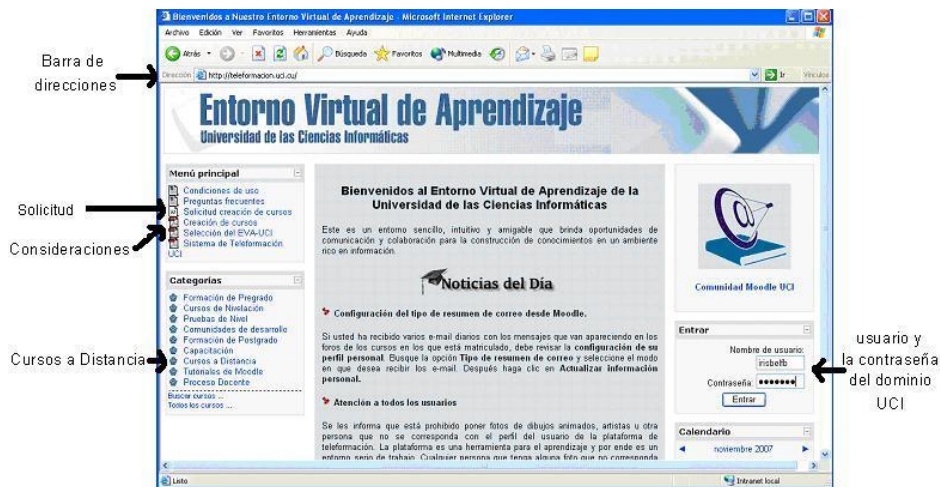 Bienvenidos a Nuestro Entorno Virtual de Aprendizaje - Microsoft Internet Explorer
Archivo Edición Ver Favoritos Herramientas Ayuda
Atrás Búsqueda Favoritos Multimedia
Barra de
direcciones
Dirección http://teleformacion.uci.cu/ Ir Vínculos
Entorno Virtual de Aprendizaje
Universidad de las Ciencias Informáticas
Menú principal
Condiciones de uso
Preguntas frecuentes
Solicitud creación de cursos
Creación de cursos
Selección del EVA-UCI
Sistema de Teleformación
UCI
Solicitud
Consideraciones
Categorías
Formación de Pregrado
Cursos de Nivelación
Pruebas de Nivel
Comunidades de desarrollo
Formación de Postgrado
Capacitación
Cursos a Distancia
Tutoriales de Moodle
Proceso Docente
Buscar cursos ...
Todos los cursos ...
Cursos a Distancia
Bienvenidos al Entorno Virtual de Aprendizaje de la
Universidad de las Ciencias Informáticas
Este es un entorno sencillo, intuitivo y amigable que brinda oportunidades de
comunicación y colaboración para la construcción de conocimientos en un ambiente
rico en información.
Noticias del Día
Configuración del tipo de resumen de correo desde Moodle.
Si usted ha recibido varios e-mail diarios con los mensajes que van apareciendo en los
foros de los cursos en los que está matriculado, debe revisar la configuración de su
perfil personal. Busque la opción Tipo de resumen de correo y seleccione el modo
en que desea recibir los e-mail. Después haga clic en Actualizar información
personal.
Atención a todos los usuarios
Se les informa que está prohibido poner fotos de dibujos animados, artistas u otra
persona que no se corresponda con el perfil del usuario de la plataforma de
teleformación. La plataforma es una herramienta para el aprendizaje y por ende es un
entorno serio de trabajo. Cualquier persona que tenga alguna foto que no corresponda
Comunidad Moodle UCI
Entrar
Nombre de usuario:
irisbelfb
Contraseña:
Entrar
usuario y
la contraseña
del dominio
UCI
Calendario
noviembre 2007
Listo
Intranet local